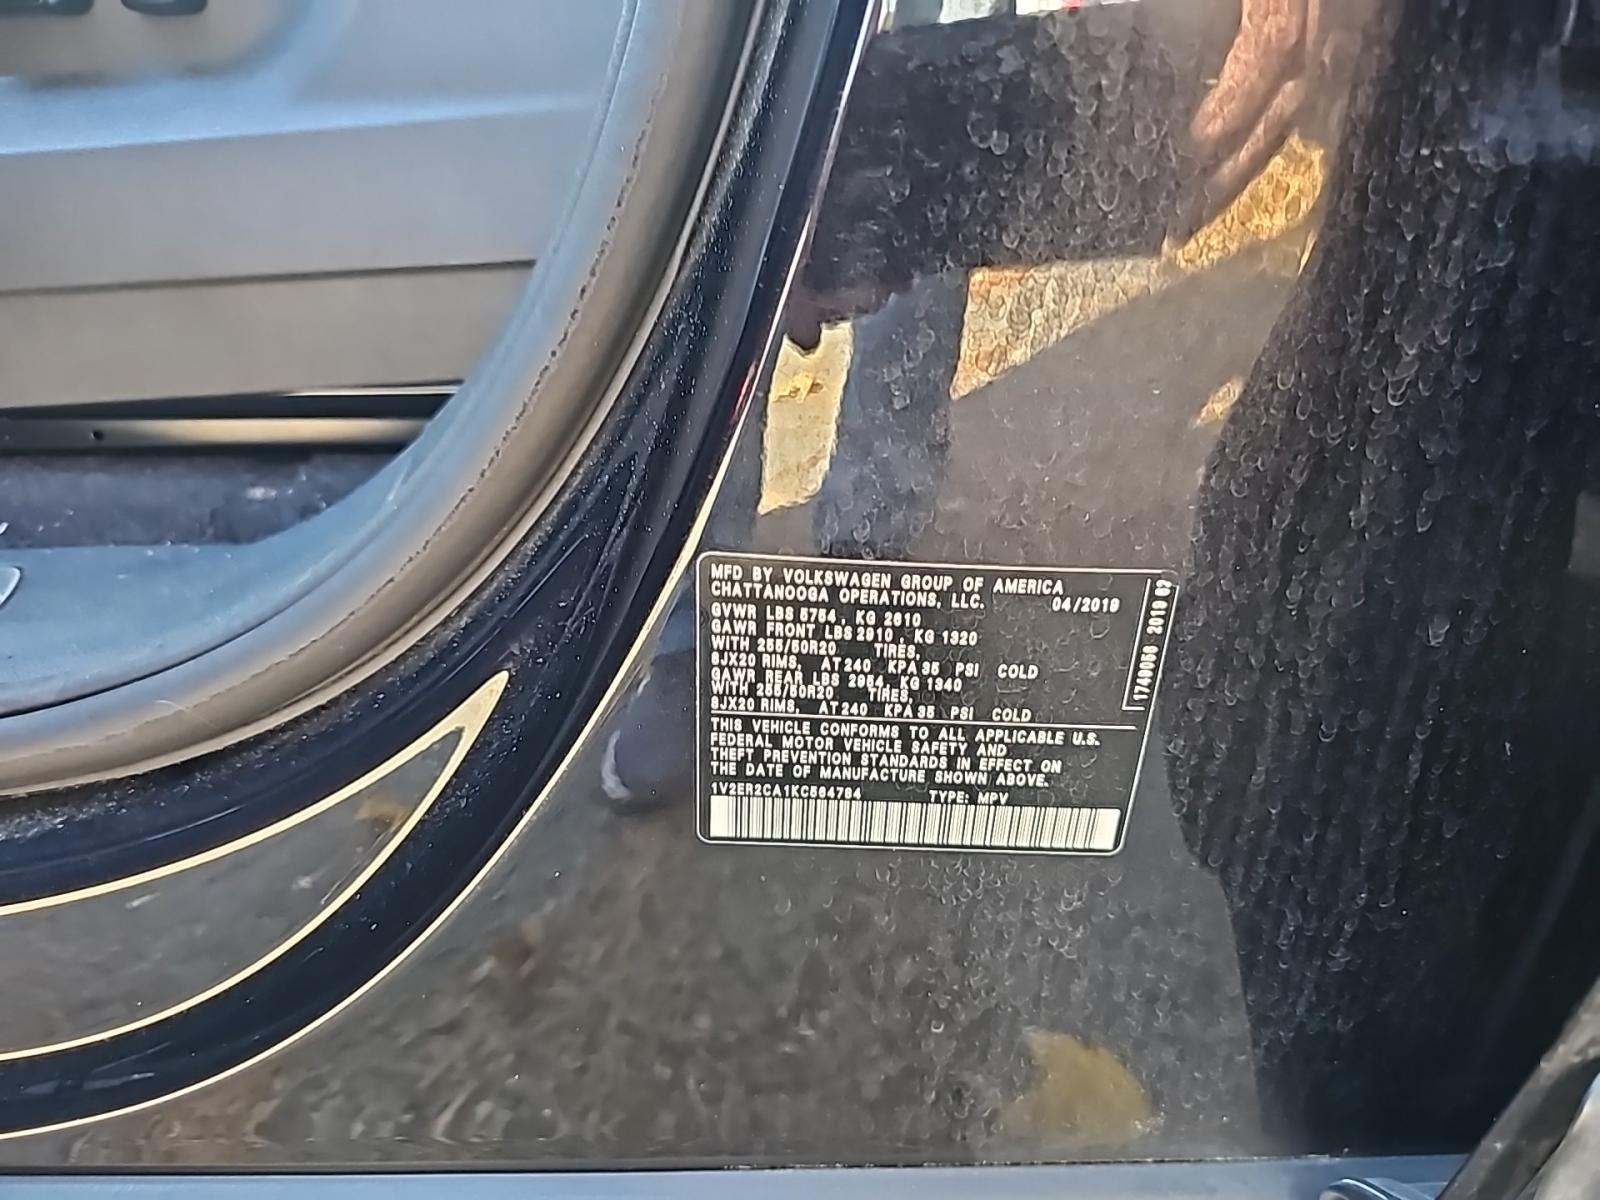 MFD BY VOLKSWAGEN GROUP OF AMERICA
CHATTANOOGA OPERATIONS, LLC. 04/2019
GVWR LBS 5754, KG 2610
GAWR FRONT LBS 2910, KG 1320
WITH 255/50R20 TIRES,
8JX20 RIMS, AT 240 KPA 35 PSI COLD
GAWR REAR LBS 2954, KG 1340
WITH 255/50R20 TIRES,
8JX20 RIMS, AT 240 KPA 35 PSI COLD
THIS VEHICLE CONFORMS TO ALL APPLICABLE U.S.
FEDERAL MOTOR VEHICLE SAFETY AND
THEFT PREVENTION STANDARDS IN EFFECT ON
THE DATE OF MANUFACTURE SHOWN ABOVE.
1V2ER2CA1KC564784 TYPE: MPV
2019